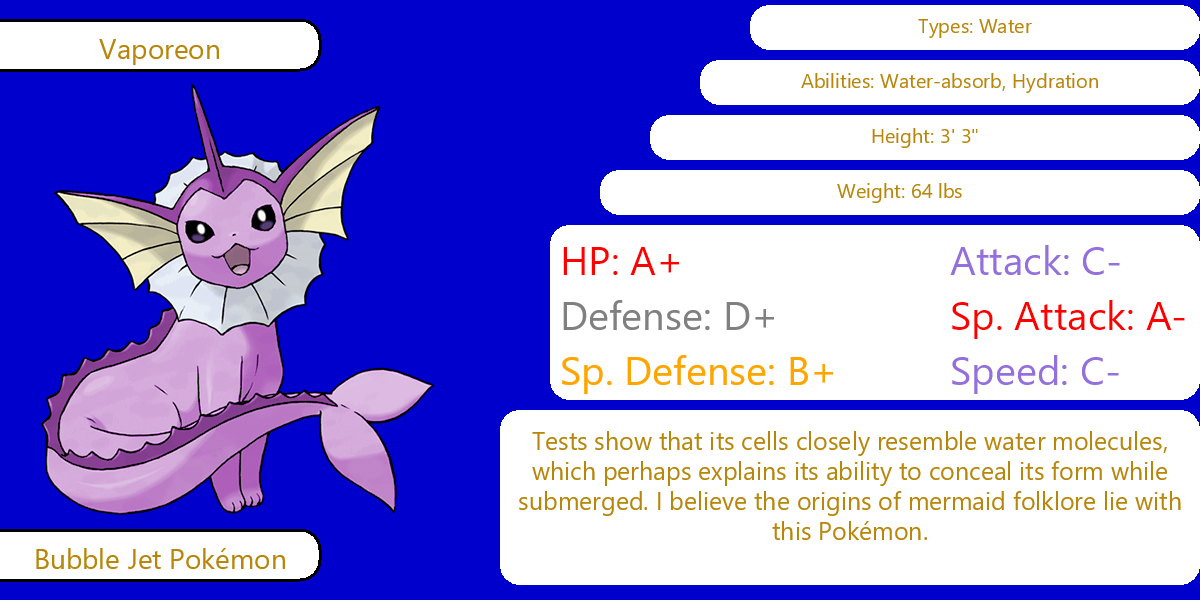 Vaporeon
Types: Water
Abilities: Water-absorb, Hydration
Height: 3' 3"
Weight: 64 lbs
HP: A+
Attack: C-
Defense: D+
Sp. Attack: A-
Sp. Defense: B+
Speed: C-
Tests show that its cells closely resemble water molecules,
which perhaps explains its ability to conceal its form while
submerged. I believe the origins of mermaid folklore lie with
this Pokémon.
Bubble Jet Pokémon